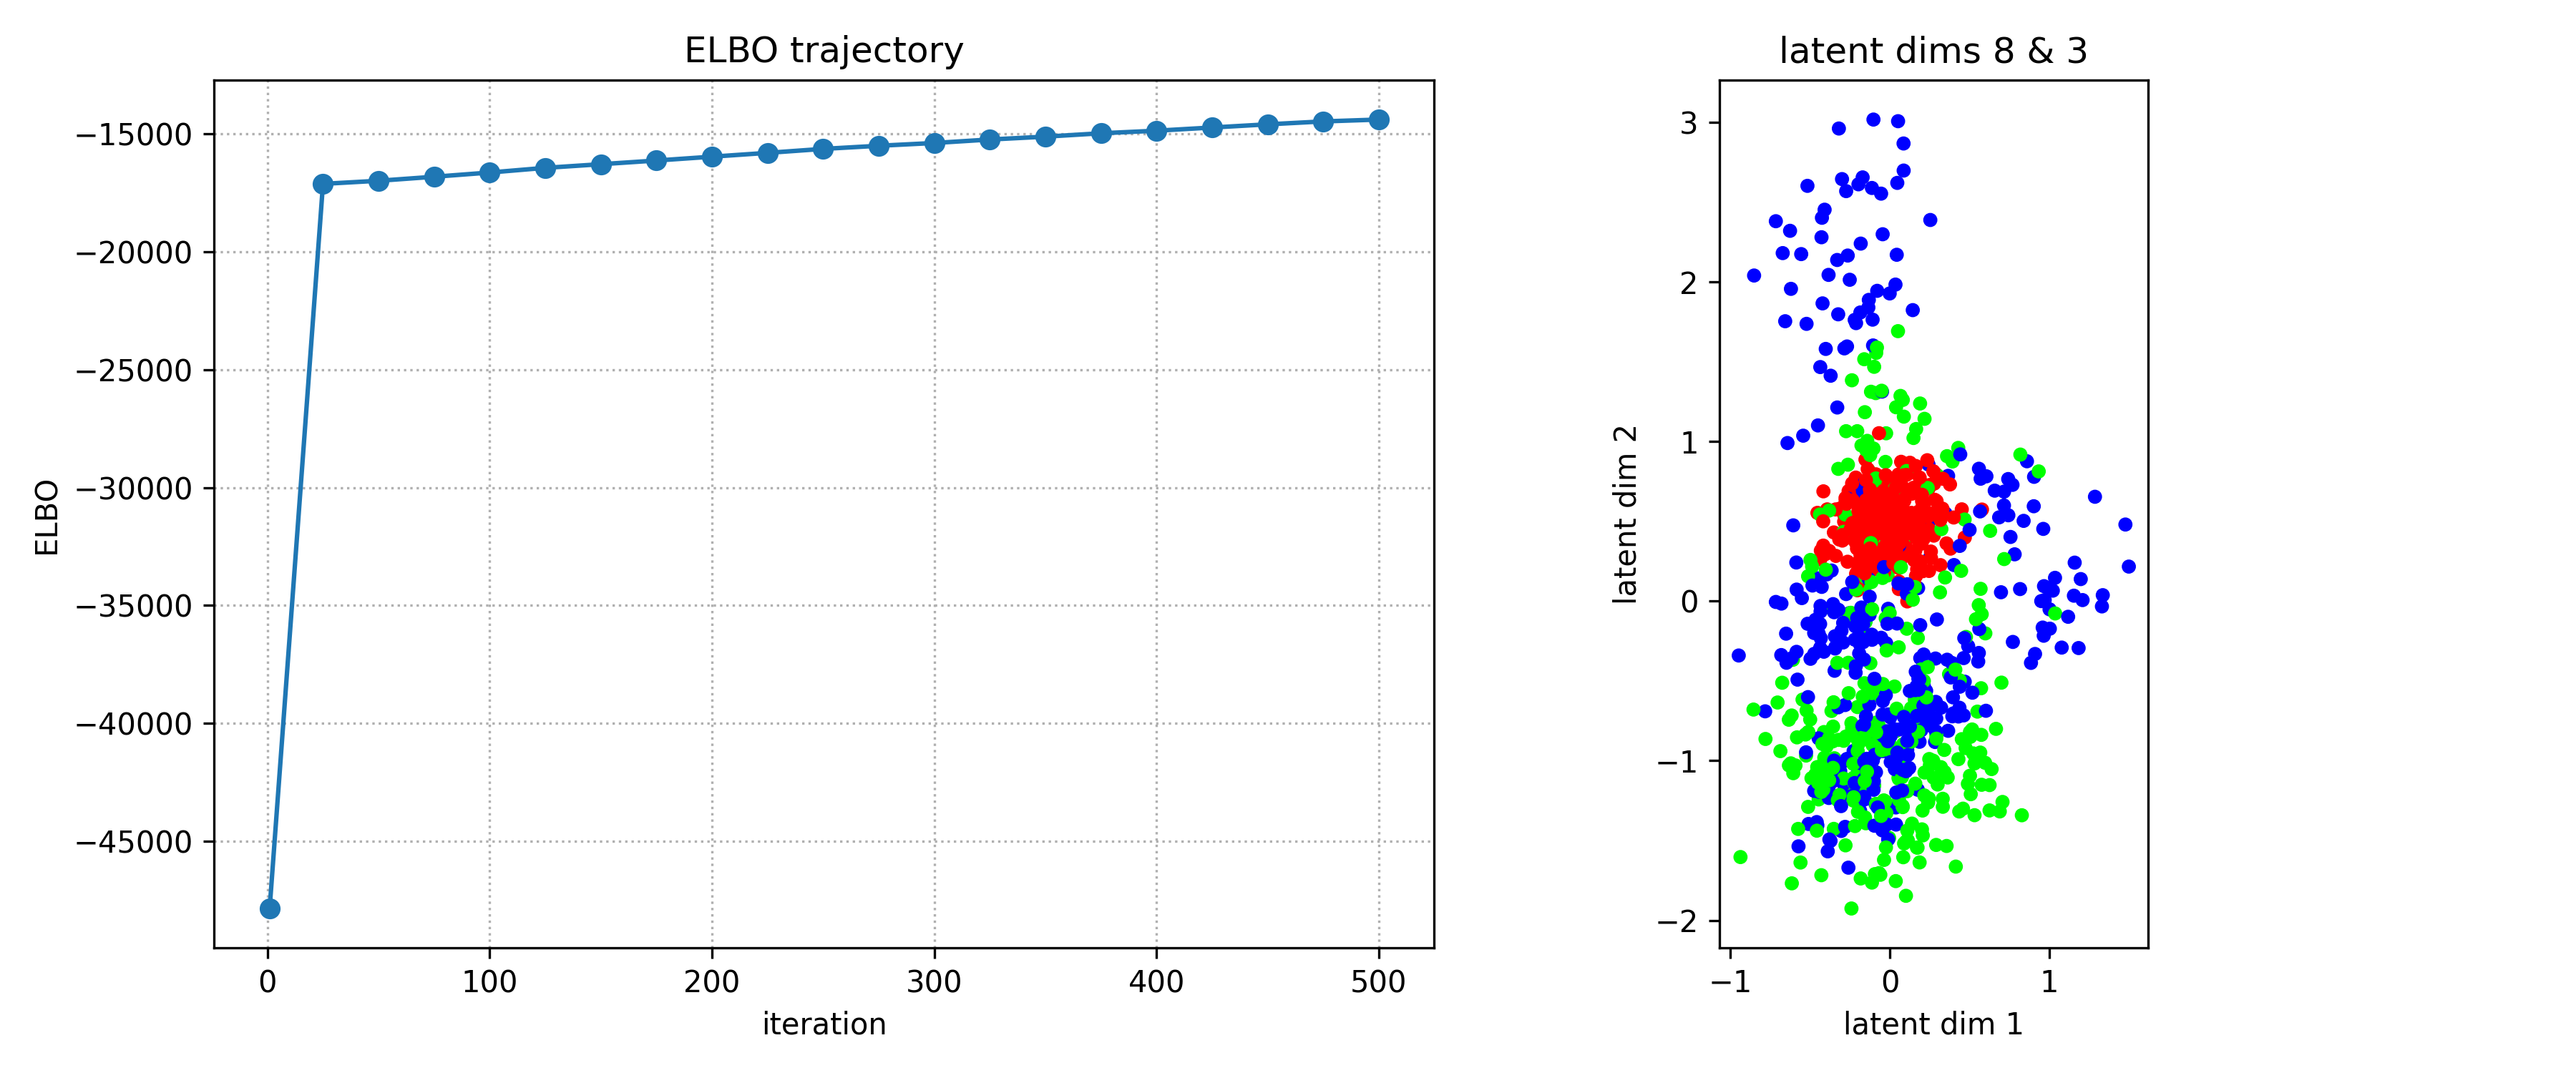 ELBO trajectory
ELBO
−15000
−20000
−25000
−30000
−35000
−40000
−45000
0 100 200 300 400 500
iteration
latent dims 8 & 3
latent dim 2
3
2
1
0
−1
−2
−1 0 1
latent dim 1